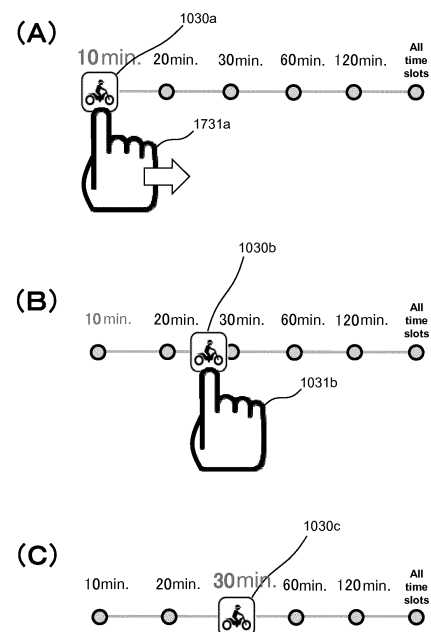 (A)
1030a
10min. 20min. 30min. 60min. 120min. All time slots
1731a
1030b
(B)
10min. 20min. 30min. 60min. 120min. All time slots
1031b
1030c
(C)
10min. 20min. 30min. 60min. 120min. All time slots